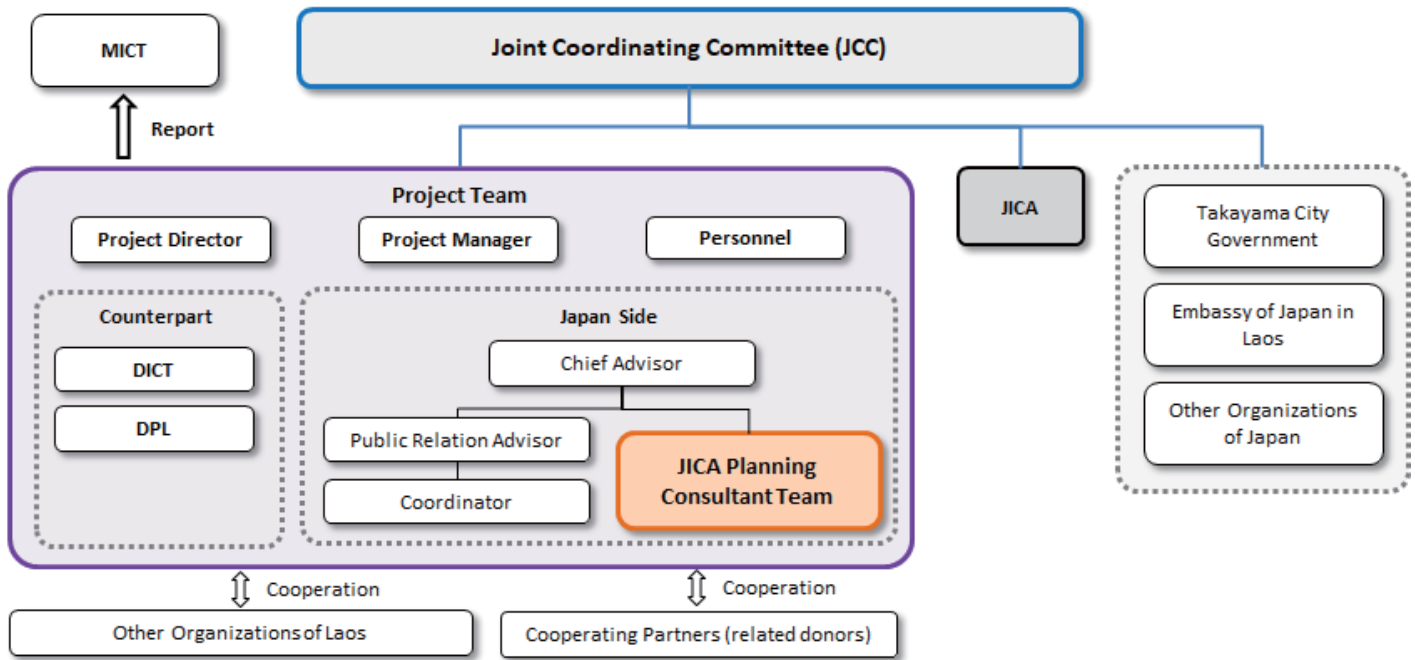 MICT
Joint Coordinating Committee (JCC)
Report
Project Team
Project Director
Project Manager
Personnel
JICA
Takayama City
Government
Embassy of Japan in
Laos
Other Organizations
of Japan
Counterpart
DICT
DPL
Japan Side
Chief Advisor
Public Relation Advisor
Coordinator
JICA Planning
Consultant Team
Cooperation
Cooperation
Other Organizations of Laos
Cooperating Partners (related donors)